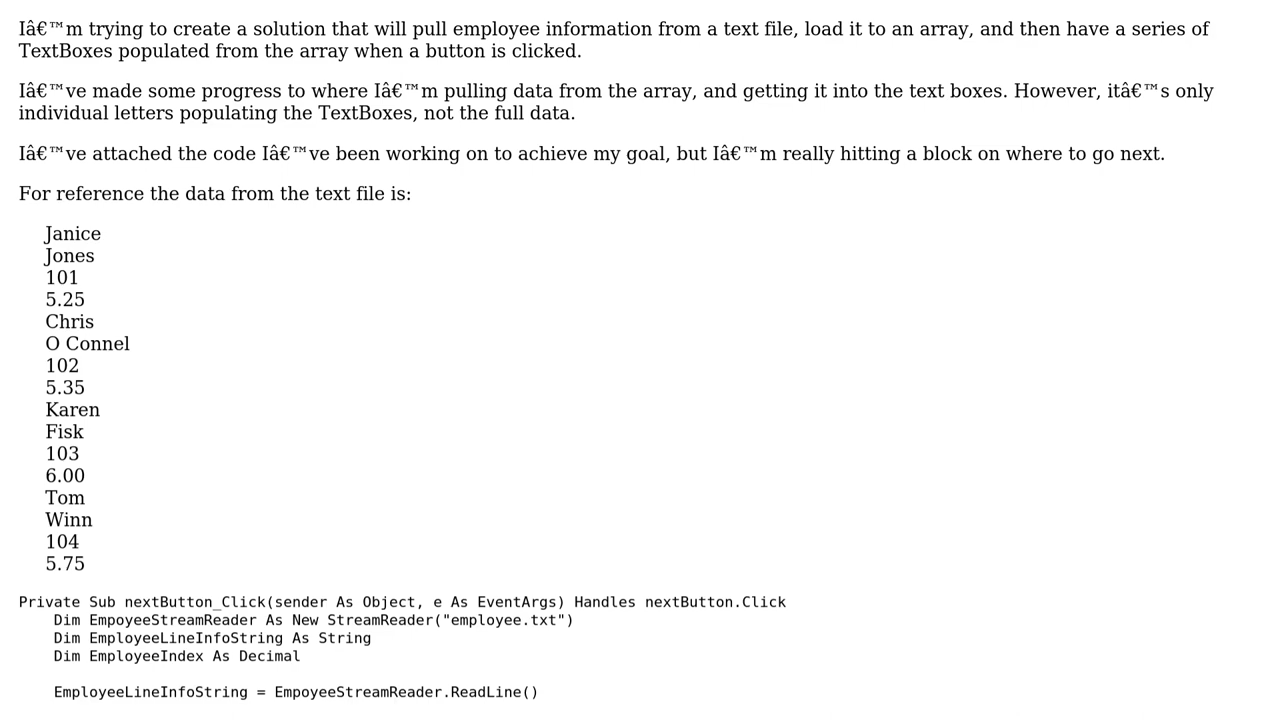 Iâ€™m trying to create a solution that will pull employee information from a text file, load it to an array, and then have a series of
TextBoxes populated from the array when a button is clicked.
Iâ€™ve made some progress to where Iâ€™m pulling data from the array, and getting it into the text boxes. However, itâ€™s only
individual letters populating the TextBoxes, not the full data.
Iâ€™ve attached the code Iâ€™ve been working on to achieve my goal, but Iâ€™m really hitting a block on where to go next.
For reference the data from the text file is:
Janice
Jones
101
5.25
Chris
O Connel
102
5.35
Karen
Fisk
103
6.00
Tom
Winn
104
5.75
Private Sub nextButton_Click(sender As Object, e As EventArgs) Handles nextButton.Click
    Dim EmpoyeeStreamReader As New StreamReader("employee.txt")
    Dim EmployeeLineInfoString As String
    Dim EmployeeIndex As Decimal
    EmployeeLineInfoString = EmpoyeeStreamReader.ReadLine()